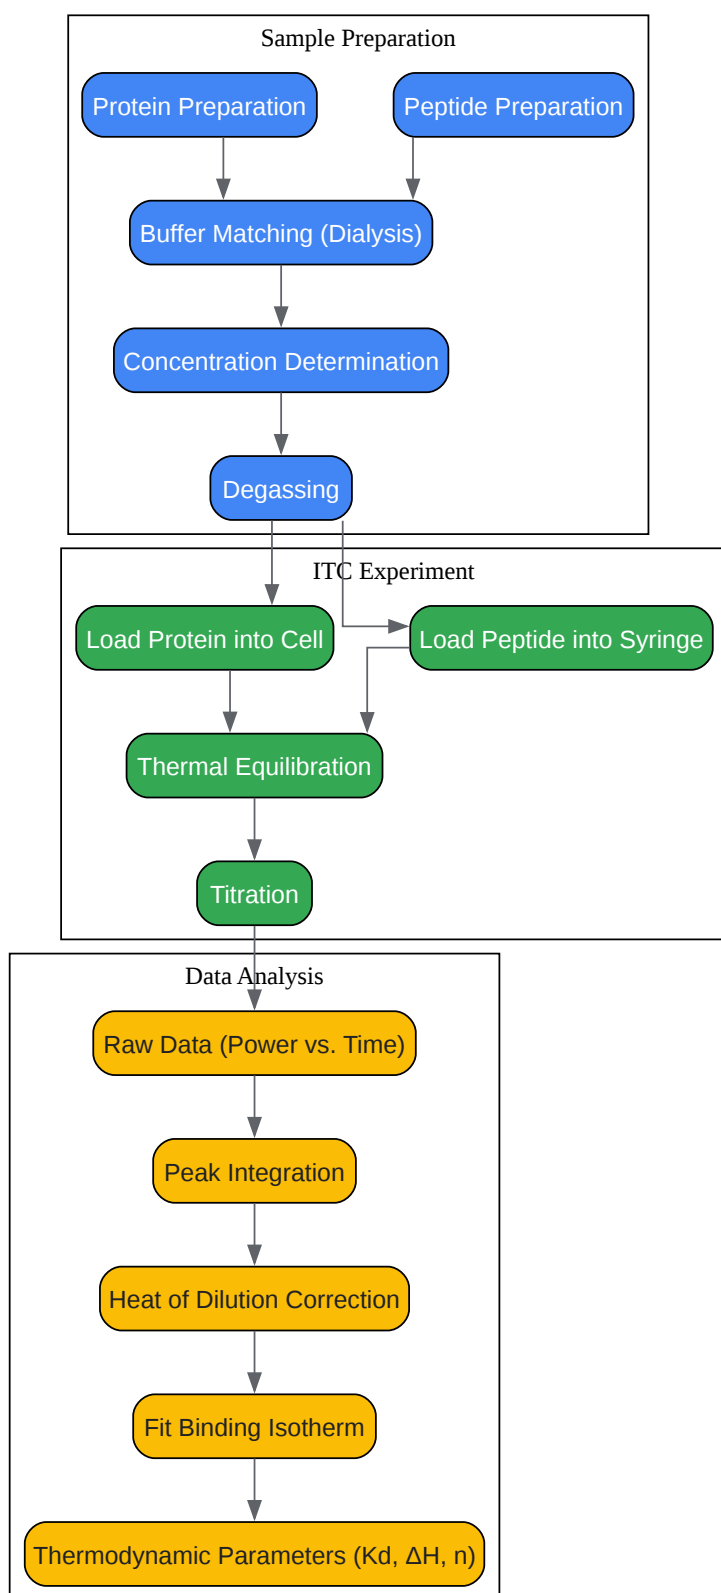 Sample Preparation
Protein Preparation
Peptide Preparation
Buffer Matching (Dialysis)
Concentration Determination
Degassing
ITC Experiment
Load Protein into Cell
Load Peptide into Syringe
Thermal Equilibration
Titration
Data Analysis
Raw Data (Power vs. Time)
Peak Integration
Heat of Dilution Correction
Fit Binding Isotherm
Thermodynamic Parameters (Kd, ΔH, n)